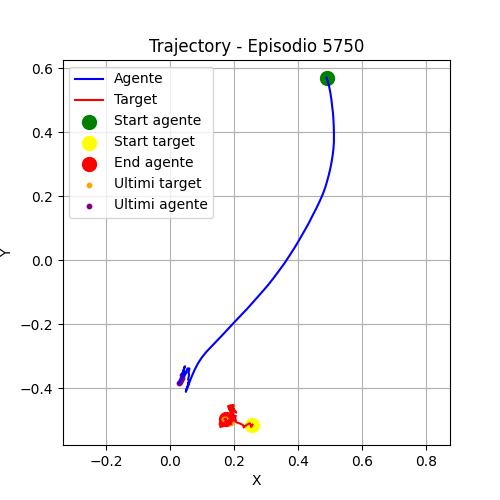 Trajectory - Episodio 5750
Agente
Target
Start agente
Start target
End agente
Ultimi target
Ultimi agente
0.6
0.4
0.2
0.0
−0.2
−0.4
Y
−0.2
0.0
0.2
0.4
0.6
0.8
X